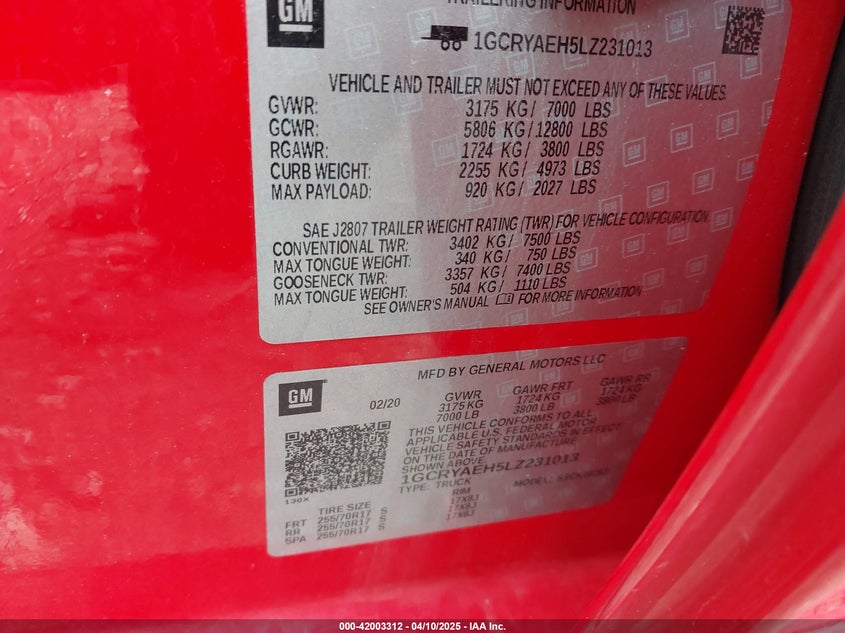 GM
TRAILERING INFORMATION
1GCRYAEH5LZ231013
VEHICLE AND TRAILER MUST NOT EXCEED ANY OF THESE VALUES.
GVWR: 3175 KG/ 7000 LBS
GCWR: 5806 KG/12800 LBS
RGAWR: 1724 KG/ 3800 LBS
CURB WEIGHT: 2255 KG/ 4973 LBS
MAX PAYLOAD: 920 KG/ 2027 LBS
SAE J2807 TRAILER WEIGHT RATING (TWR) FOR VEHICLE CONFIGURATION
CONVENTIONAL TWR: 3402 KG/ 7500 LBS
MAX TONGUE WEIGHT: 340 KG/ 750 LBS
GOOSENECK TWR: 3357 KG/ 7400 LBS
MAX TONGUE WEIGHT: 504 KG/ 1110 LBS
SEE OWNER'S MANUAL FOR MORE INFORMATION
MFD BY GENERAL MOTORS LLC
GM
02/20
GVWR GAWR FRT GAWR RR
3175 KG 1724 KG 1724 KG
7000 LB 3800 LB 3800 LB
THIS VEHICLE CONFORMS TO ALL
APPLICABLE U.S. FEDERAL MOTOR
VEHICLE SAFETY STANDARDS IN EFFECT
ON THE DATE OF MANUFACTURE
SHOWN ABOVE.
1GCRYAEH5LZ231013
TYPE: TRUCK MODEL:
130X
TIRE SIZE RIM
FRT 255/70R17 S 17X8J
RR 255/70R17 S 17X8J
SPA 255/70R17 S 17X8J
000-42003312 - 04/10/2025 - IAA Inc.